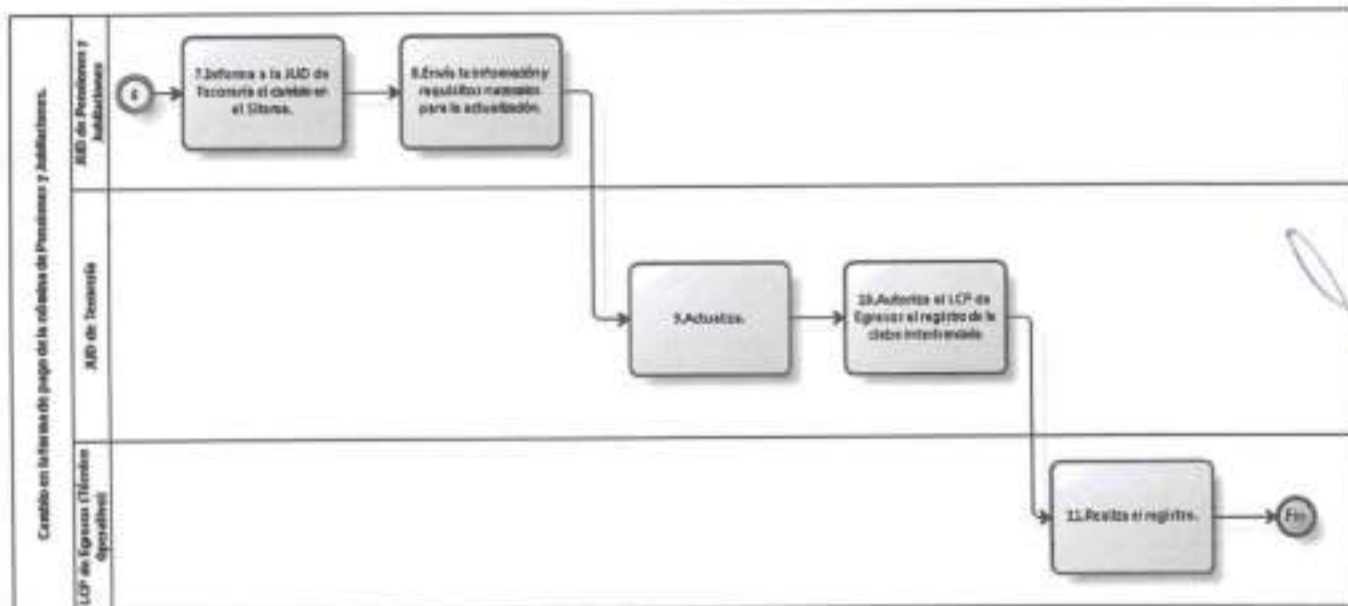 Cambio en la forma de pago de la nómina de Pensiones y Jubilaciones.
JUD de Pensiones y
Jubilaciones
6
7.Informa a la JUD de
Tesorería el cambio en
el Sistema.
8.Envía la información y
requisitos necesarios
para la actualización.
JUD de Tesorería
9.Actualiza.
10.Autoriza al LCP de
Egresos el registro de la
clabe interbancaria
LCP de Egresos (Técnico
Operativo)
11.Realiza el registro.
Fin